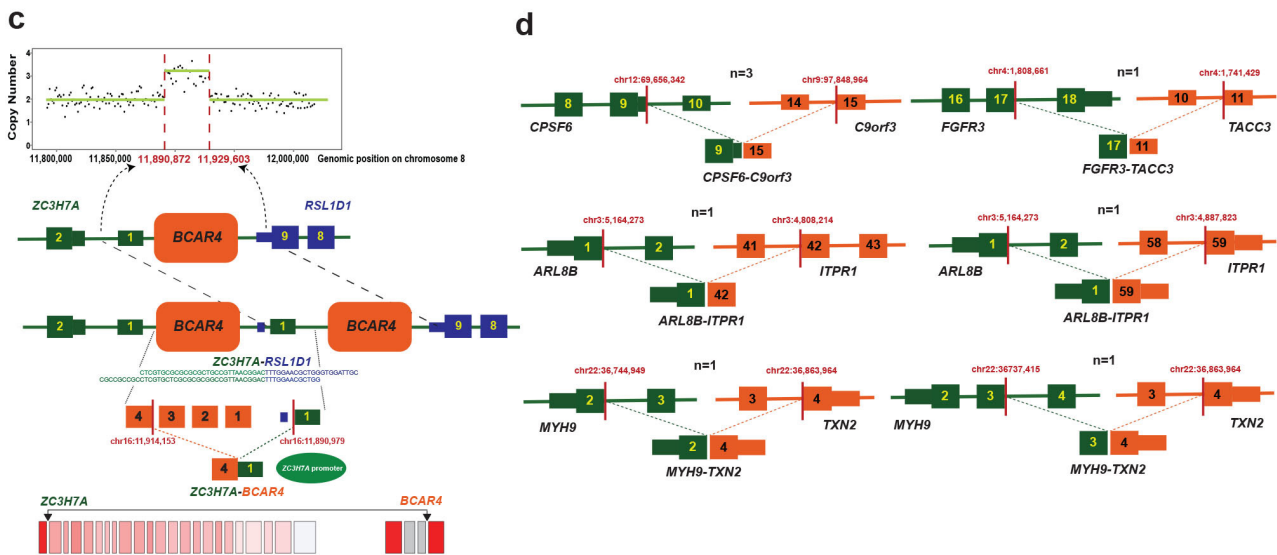 c
Copy Number
4
3
2
1
0
11,800,000 11,850,000 11,890,872 11,929,603 12,000,000 Genomic position on chromosome 8
ZC3H7A RSL1D1
2 1 BCAR4 9 8
2 1 BCAR4 1 BCAR4 9 8
ZC3H7A-RSL1D1
CTCGTGCGCGCGCGCTGCCGTTAACGGACTTTGGAACGCTGGGTGGATTGC
CGCCGCCGCCTCGTGCTCGCGCGCGGCCGTTAACGGACTTTGGAACGCTGG
4 3 2 1 1
chr16:11,914,153 chr16:11,890,979
4 1 ZC3H7A promoter
ZC3H7A-BCAR4
ZC3H7A BCAR4
d
chr12:69,656,342 n=3 chr9:97,848,964
8 9 10 14 15
CPSF6 C9orf3
9 15
CPSF6-C9orf3
chr4:1,808,661 n=1 chr4:1,741,429
16 17 18 10 11
FGFR3 TACC3
17 11
FGFR3-TACC3
chr3:5,164,273 n=1 chr3:4,808,214
1 2 41 42 43
ARL8B ITPR1
1 42
ARL8B-ITPR1
chr3:5,164,273 n=1 chr3:4,887,823
1 2 58 59
ARL8B ITPR1
1 59
ARL8B-ITPR1
chr22:36,744,949 n=1 chr22:36,863,964
2 3 3 4
MYH9 TXN2
2 4
MYH9-TXN2
chr22:36737,415 n=1 chr22:36,863,964
2 3 4 3 4
MYH9 TXN2
3 4
MYH9-TXN2